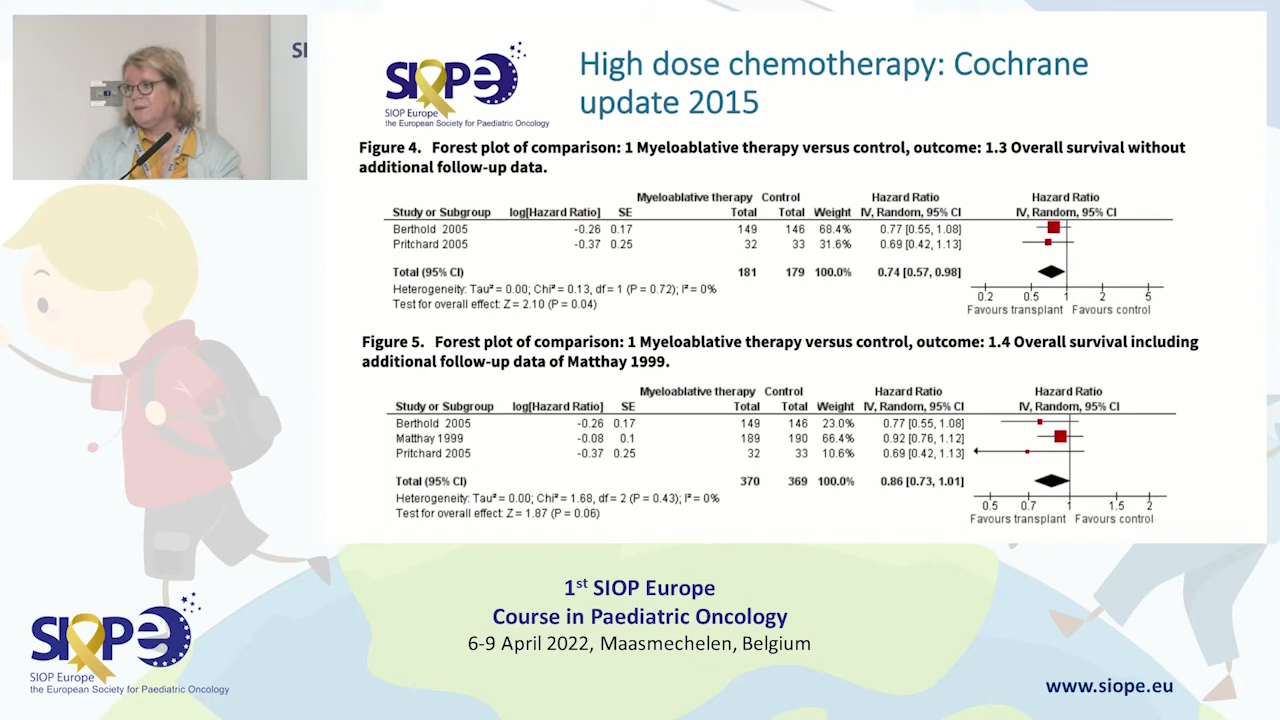 SI
SIOPe
SIOP Europe
the European Society for Paediatric Oncology
High dose chemotherapy: Cochrane
update 2015
Figure 4. Forest plot of comparison: 1 Myeloablative therapy versus control, outcome: 1.3 Overall survival without
additional follow-up data.
Myeloablative therapy Control Hazard Ratio Hazard Ratio
Study or Subgroup log[Hazard Ratio] SE Total Total Weight IV, Random, 95% CI IV, Random, 95% CI
Berthold 2005 -0.26 0.17 149 146 68.4% 0.77 [0.55, 1.08]
Pritchard 2005 -0.37 0.25 32 33 31.6% 0.69 [0.42, 1.13]
Total (95% CI) 181 179 100.0% 0.74 [0.57, 0.98]
Heterogeneity: Tau² = 0.00; Chi² = 0.13, df = 1 (P = 0.72); I² = 0%
Test for overall effect: Z = 2.10 (P = 0.04)
0.2 0.5 1 2 5
Favours transplant Favours control
Figure 5. Forest plot of comparison: 1 Myeloablative therapy versus control, outcome: 1.4 Overall survival including
additional follow-up data of Matthay 1999.
Myeloablative therapy Control Hazard Ratio Hazard Ratio
Study or Subgroup log[Hazard Ratio] SE Total Total Weight IV, Random, 95% CI IV, Random, 95% CI
Berthold 2005 -0.26 0.17 149 146 23.0% 0.77 [0.55, 1.08]
Matthay 1999 -0.08 0.1 189 190 66.4% 0.92 [0.76, 1.12]
Pritchard 2005 -0.37 0.25 32 33 10.6% 0.69 [0.42, 1.13]
Total (95% CI) 370 369 100.0% 0.86 [0.73, 1.01]
Heterogeneity: Tau² = 0.00; Chi² = 1.68, df = 2 (P = 0.43); I² = 0%
Test for overall effect: Z = 1.87 (P = 0.06)
0.5 0.7 1 1.5 2
Favours transplant Favours control
1st SIOP Europe
Course in Paediatric Oncology
6-9 April 2022, Maasmechelen, Belgium
SIOPe
SIOP Europe
the European Society for Paediatric Oncology
www.siope.eu